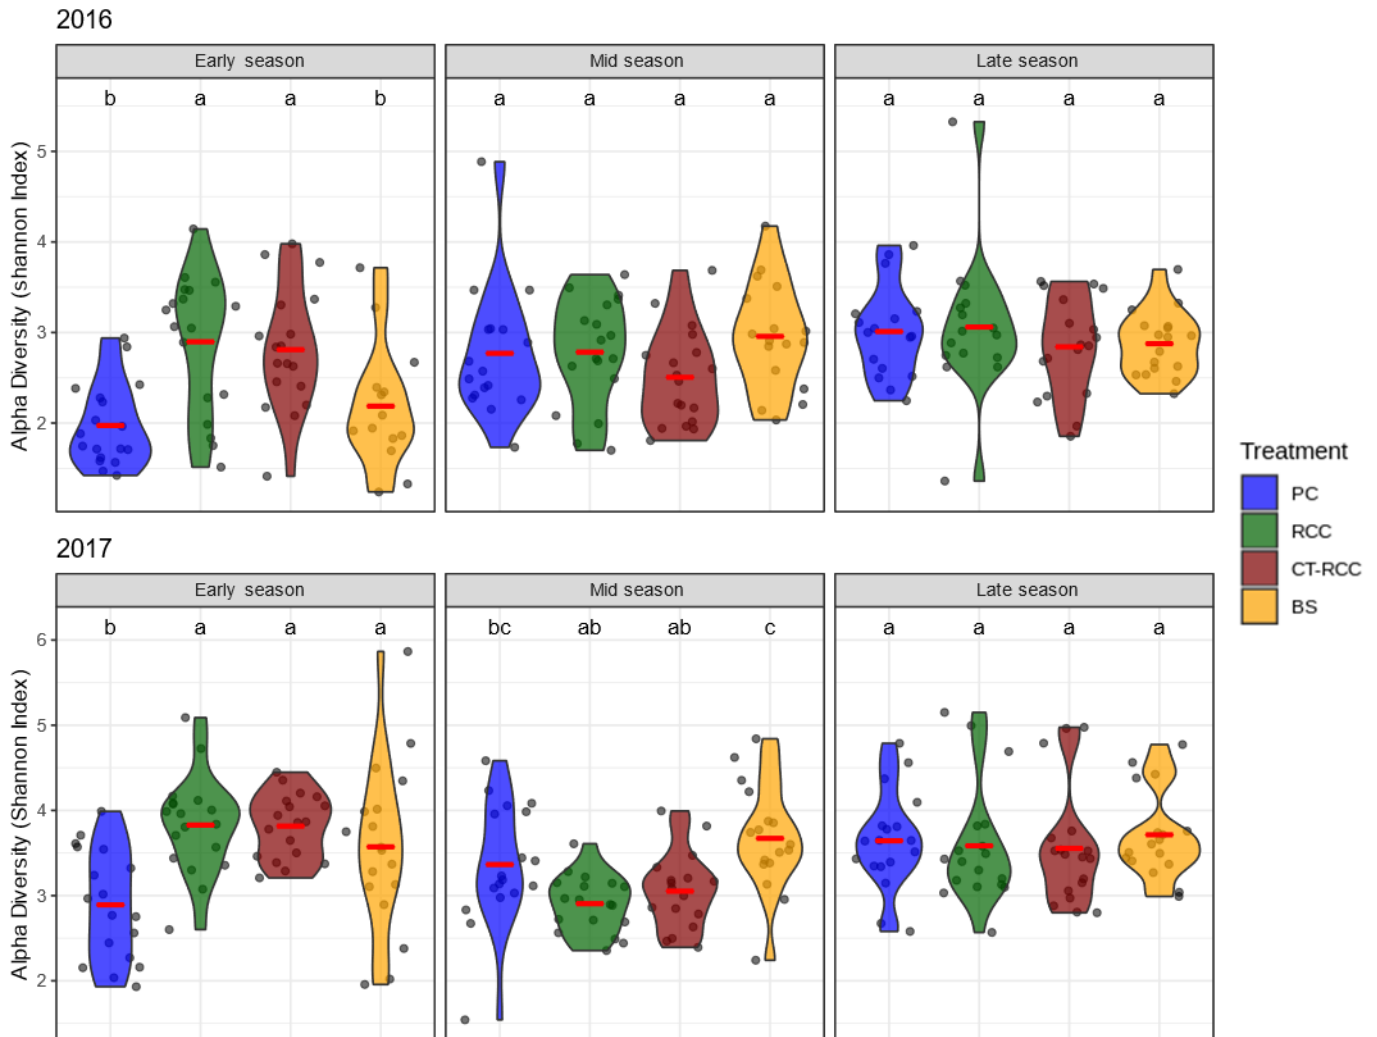 2016
Early season
Mid season
Late season
b a a b
a a a a
a a a a
Alpha Diversity (shannon Index)
5
4
3
2
Treatment
PC
RCC
CT-RCC
BS
2017
Early season
Mid season
Late season
b a a a
bc ab ab c
a a a a
Alpha Diversity (Shannon Index)
6
5
4
3
2